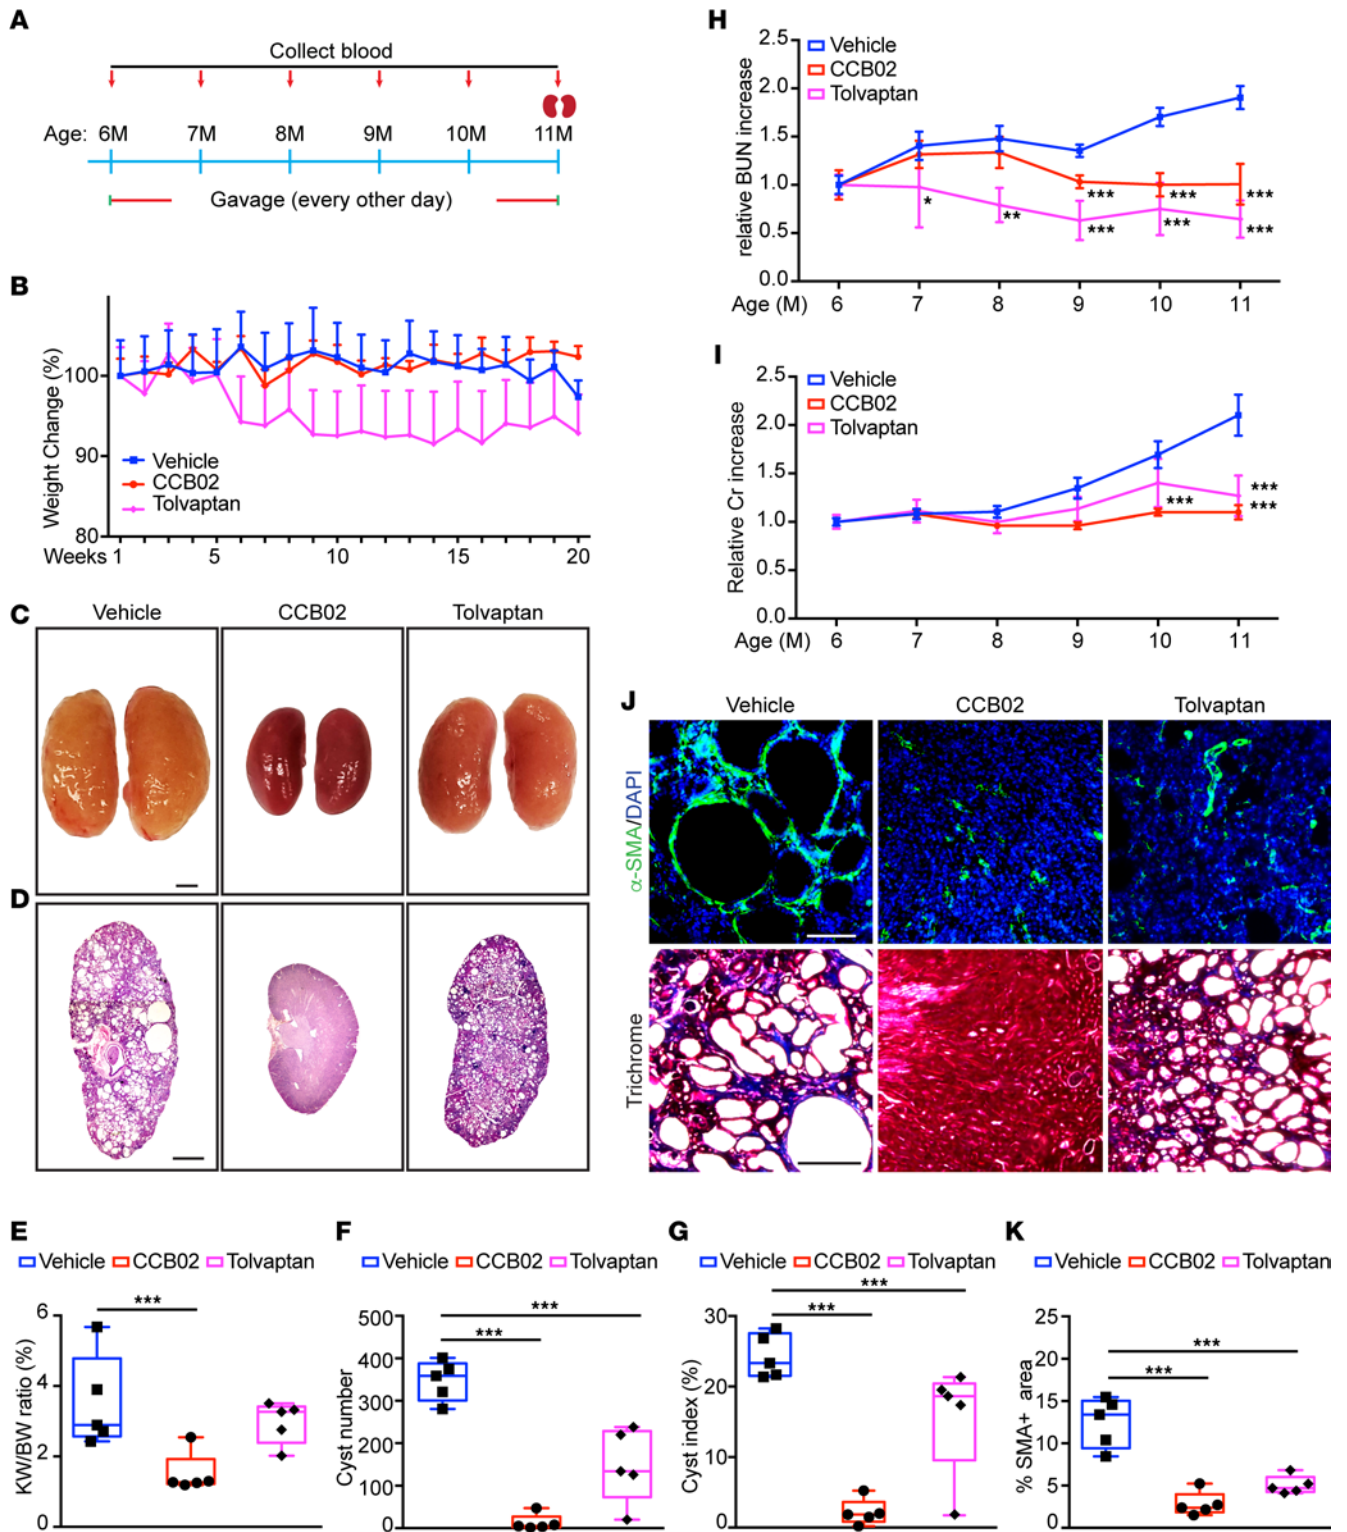 A
Collect blood
Age: 6M 7M 8M 9M 10M 11M
Gavage (every other day)
B
Weight Change (%)
100
90
80
Vehicle
CCB02
Tolvaptan
Weeks 1 5 10 15 20
C
Vehicle CCB02 Tolvaptan
D
E
Vehicle CCB02 Tolvaptan
KW/BW ratio (%)
6
4
2
0
***
F
Vehicle CCB02 Tolvaptan
Cyst number
500
400
300
200
100
0
***
***
G
Vehicle CCB02 Tolvaptan
Cyst index (%)
30
20
10
0
***
***
H
relative BUN increase
2.5
2.0
1.5
1.0
0.5
0.0
Vehicle
CCB02
Tolvaptan
*
**
***
***
***
***
***
***
Age (M) 6 7 8 9 10 11
I
Relative Cr increase
2.5
2.0
1.5
1.0
0.5
0.0
Vehicle
CCB02
Tolvaptan
***
***
***
Age (M) 6 7 8 9 10 11
J
Vehicle CCB02 Tolvaptan
α-SMA/DAPI
Trichrome
K
Vehicle CCB02 Tolvaptan
% SMA+ area
25
20
15
10
5
0
***
***